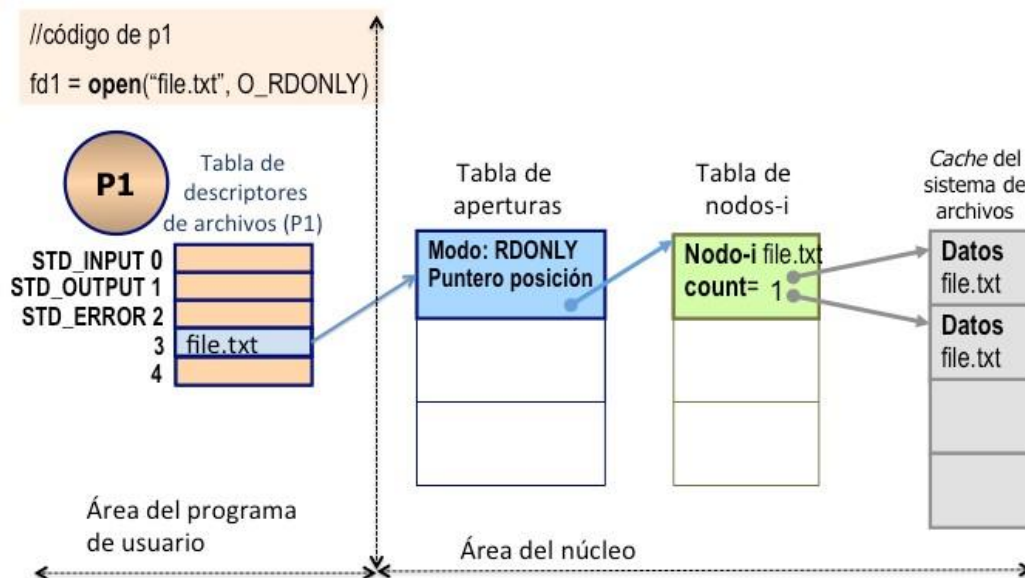 //código de p1
fd1 = open(“file.txt”, O_RDONLY)
P1
Tabla de
descriptores
de archivos (P1)
STD_INPUT 0
STD_OUTPUT 1
STD_ERROR 2
3 file.txt
4
Tabla de
aperturas
Modo: RDONLY
Puntero posición
Tabla de
nodos-i
Nodo-i file.txt
count= 1
Cache del
sistema de
archivos
Datos
file.txt
Datos
file.txt
Área del programa
de usuario
Área del núcleo